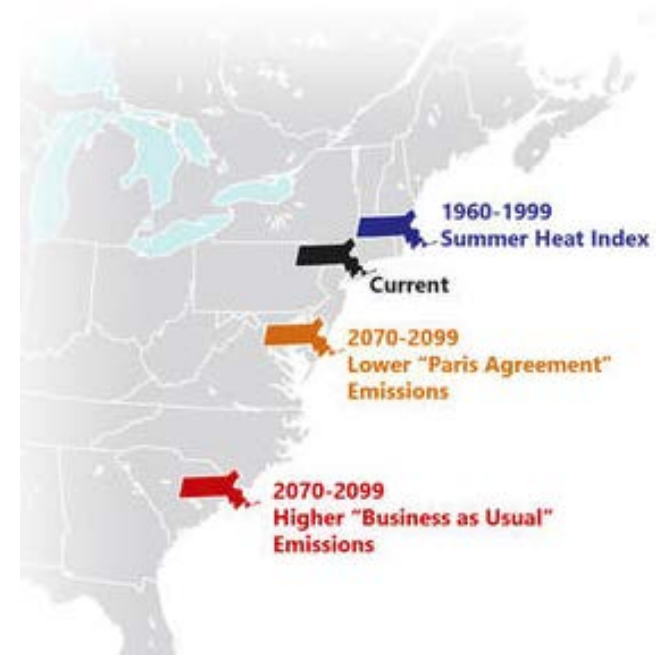 1960-1999
Summer Heat Index
Current
2070-2099
Lower “Paris Agreement”
Emissions
2070-2099
Higher “Business as Usual”
Emissions